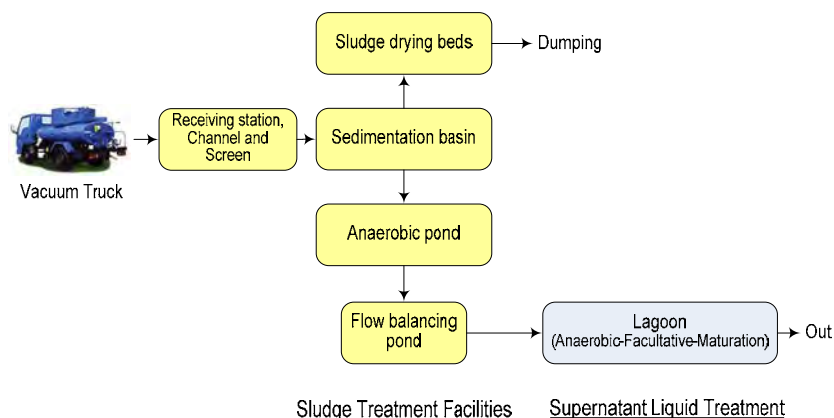 Sludge drying beds
Dumping
Receiving station,
Channel and
Screen
Sedimentation basin
Vacuum Truck
Anaerobic pond
Flow balancing
pond
Lagoon
(Anaerobic-Facultative-Maturation)
Out
Sludge Treatment Facilities
Supernatant Liquid Treatment